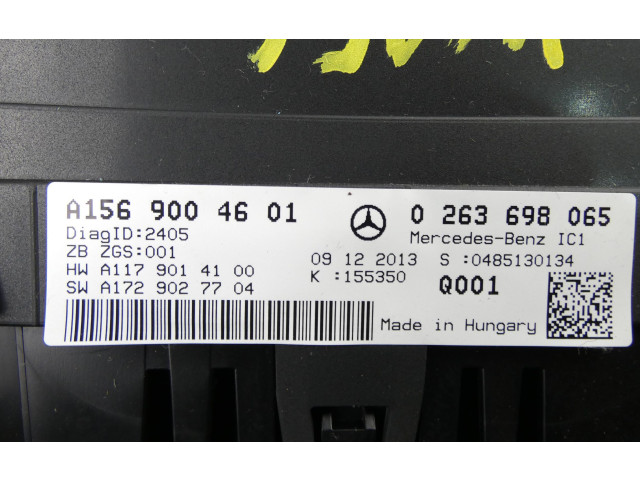 A156 900 46 01
0 263 698 065
DiagID:2405
Mercedes-Benz IC1
ZB ZGS:001
09 12 2013 S :0485130134
HW A117 901 41 00
K :155350
Q001
SW A172 902 77 04
Made in Hungary